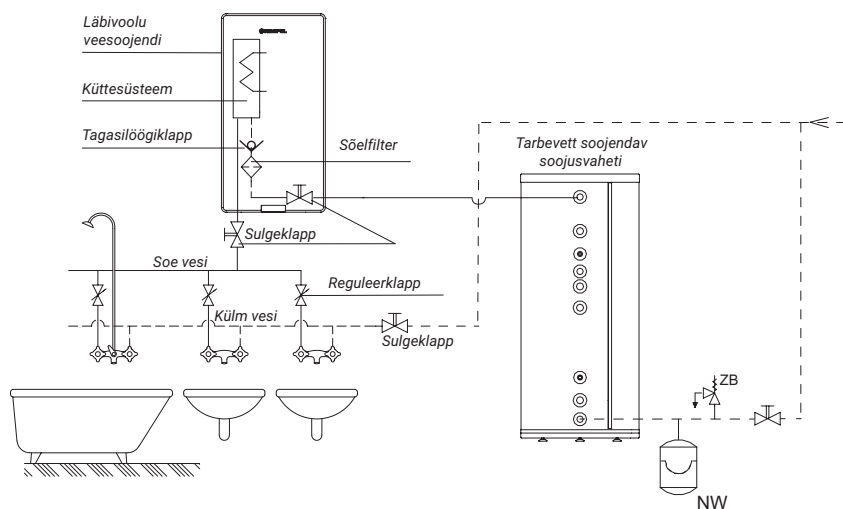 Läbivoolu
veesoojendi
Küttesüsteem
Tagasilöögiklapp
Sõelfilter
Tarbevett soojendav
soojusvaheti
Sulgeklapp
Soe vesi
Reguleerklapp
Külm vesi
Sulgeklapp
ZB
NW